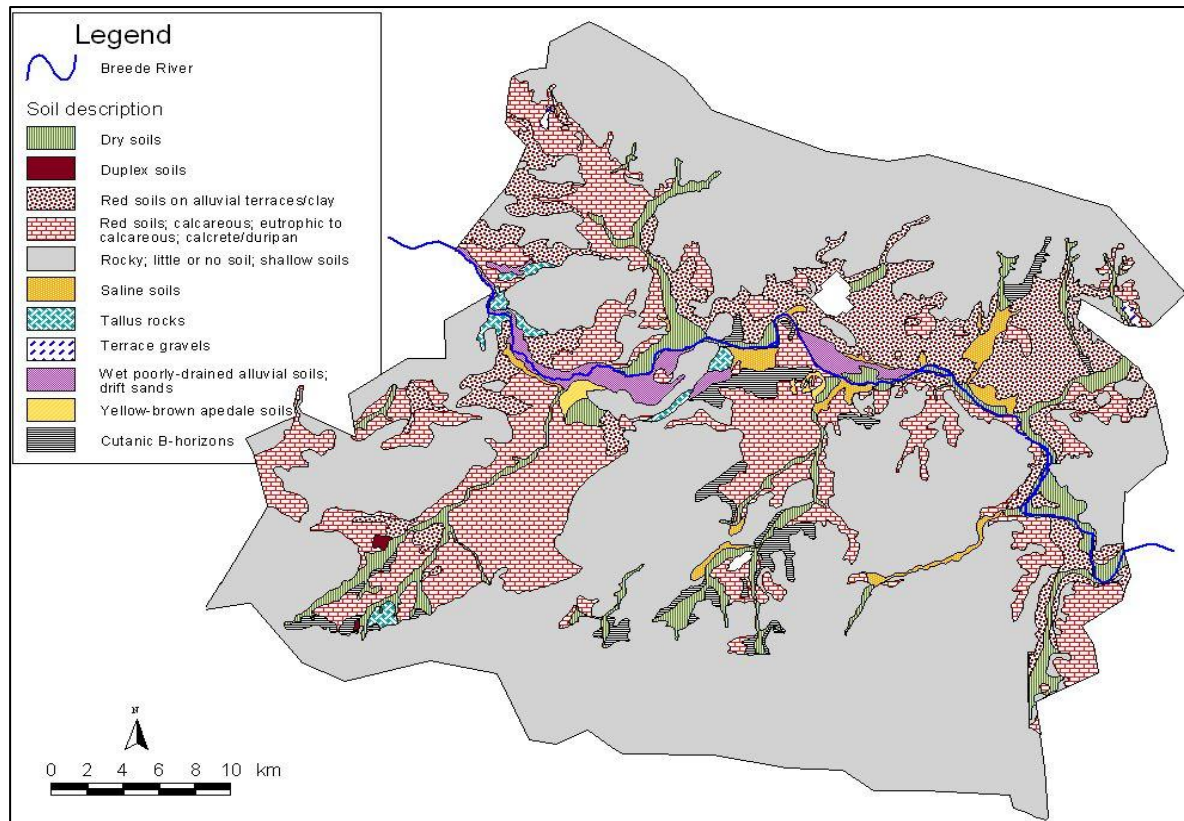 Legend
Breede River
Soil description
Dry soils
Duplex soils
Red soils on alluvial terraces/clay
Red soils; calcareous; eutrophic to
calcareous; calcrete/duripan
Rocky; little or no soil; shallow soils
Saline soils
Tallus rocks
Terrace gravels
Wet poorly-drained alluvial soils;
drift sands
Yellow-brown apedale soils
Cutanic B-horizons
N
0 2 4 6 8 10 km